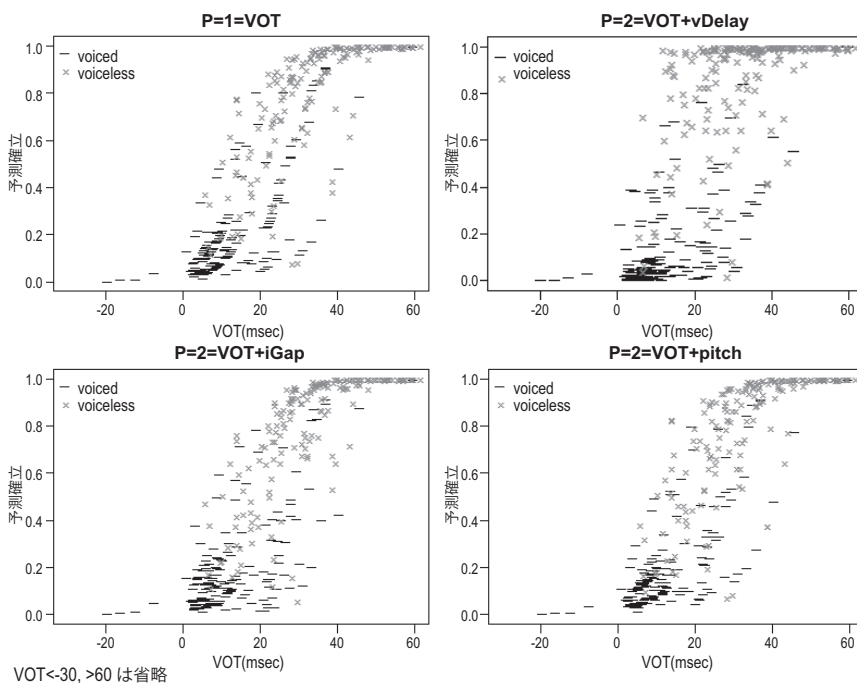 P=1=VOT
— voiced
× voiceless
予測確立
1.0
0.8
0.6
0.4
0.2
0.0
-20 0 20 40 60
VOT(msec)
P=2=VOT+vDelay
— voiced
× voiceless
予測確立
1.0
0.8
0.6
0.4
0.2
0.0
-20 0 20 40 60
VOT(msec)
P=2=VOT+iGap
— voiced
× voiceless
予測確立
1.0
0.8
0.6
0.4
0.2
0.0
-20 0 20 40 60
VOT(msec)
P=2=VOT+pitch
— voiced
× voiceless
予測確立
1.0
0.8
0.6
0.4
0.2
0.0
-20 0 20 40 60
VOT(msec)
VOT<-30, >60 は省略